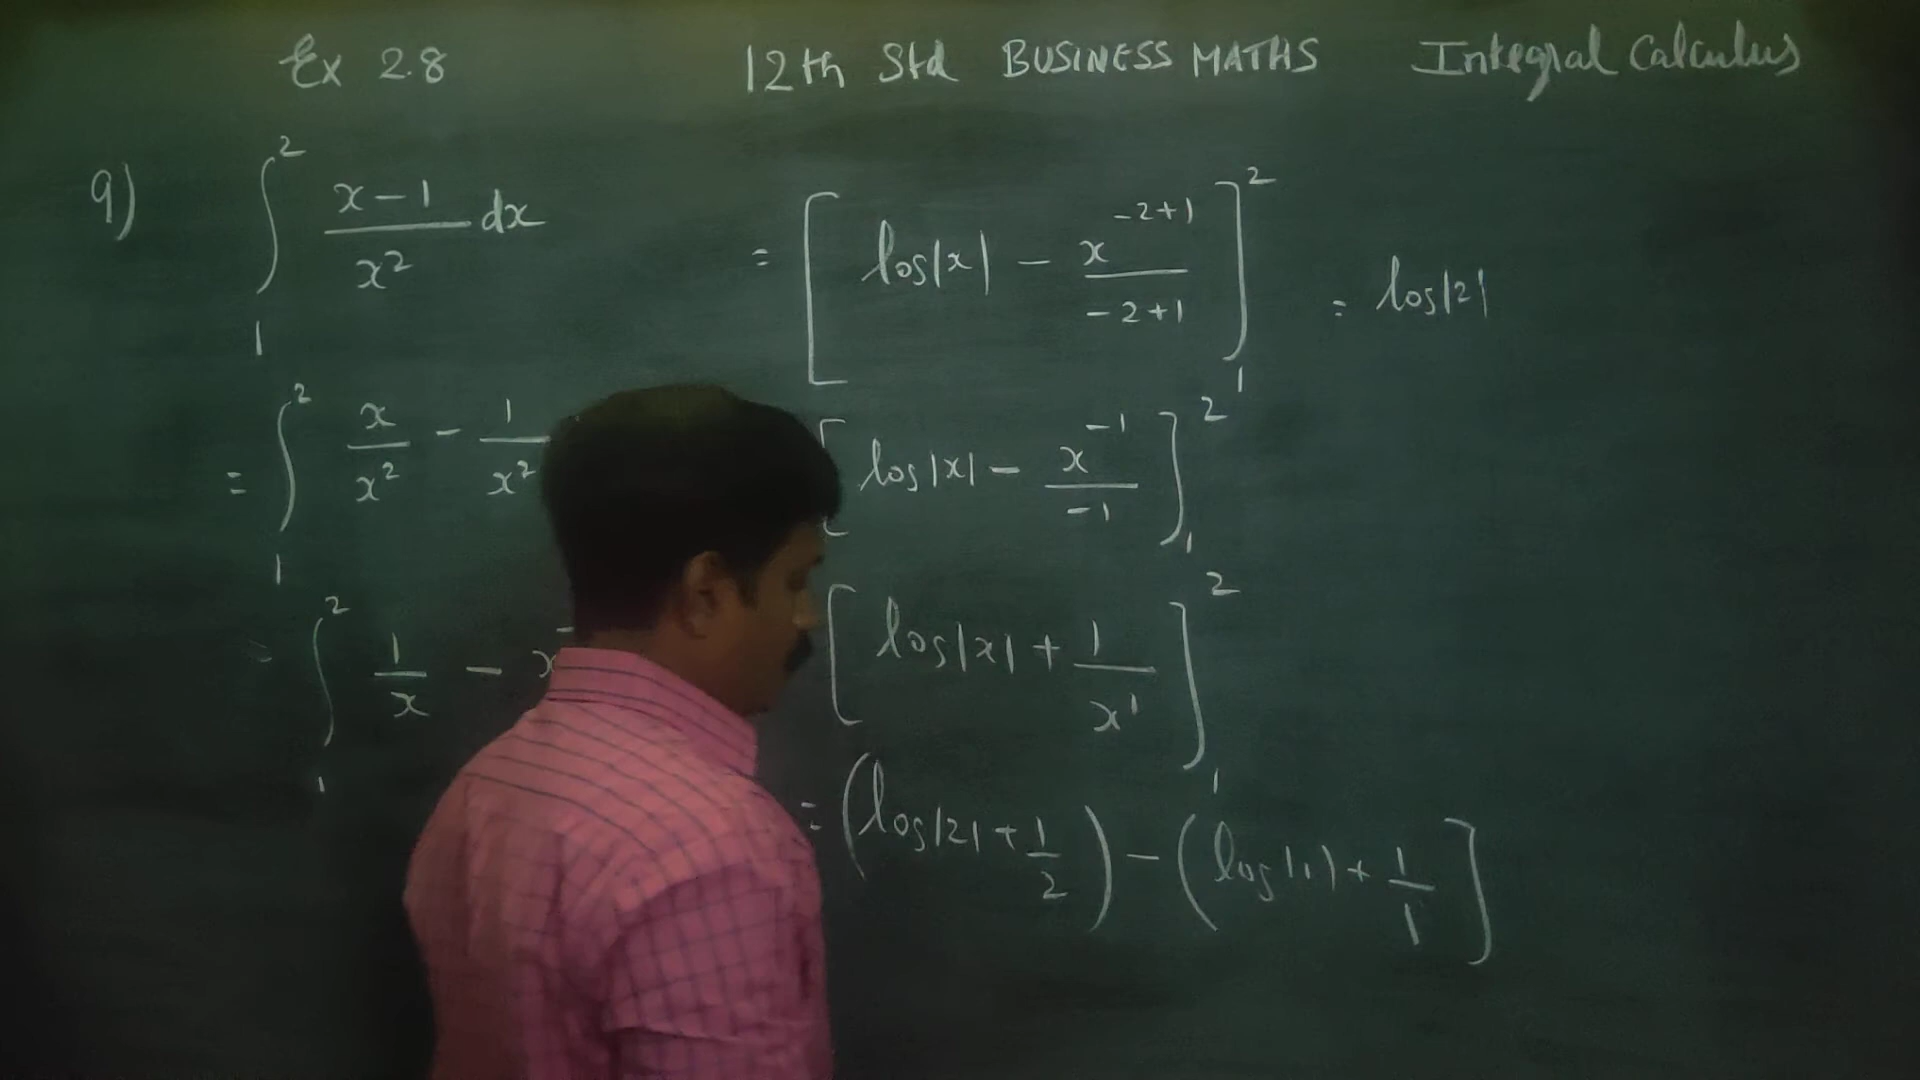 Ex 2.8 12th Std BUSINESS MATHS Integral Calculus
9) ∫₁² (x-1)/x² dx
= ∫₁² x/x² - 1/x²
= ∫₁² 1/x - x
= [log|x| - x^(-2+1)/(-2+1)]₁²
[log|x| - x^(-1)/(-1)]₁²
[log|x| + 1/x¹]₁²
= (log|2| + 1/2) - (log|1| + 1/1]
= log|2|